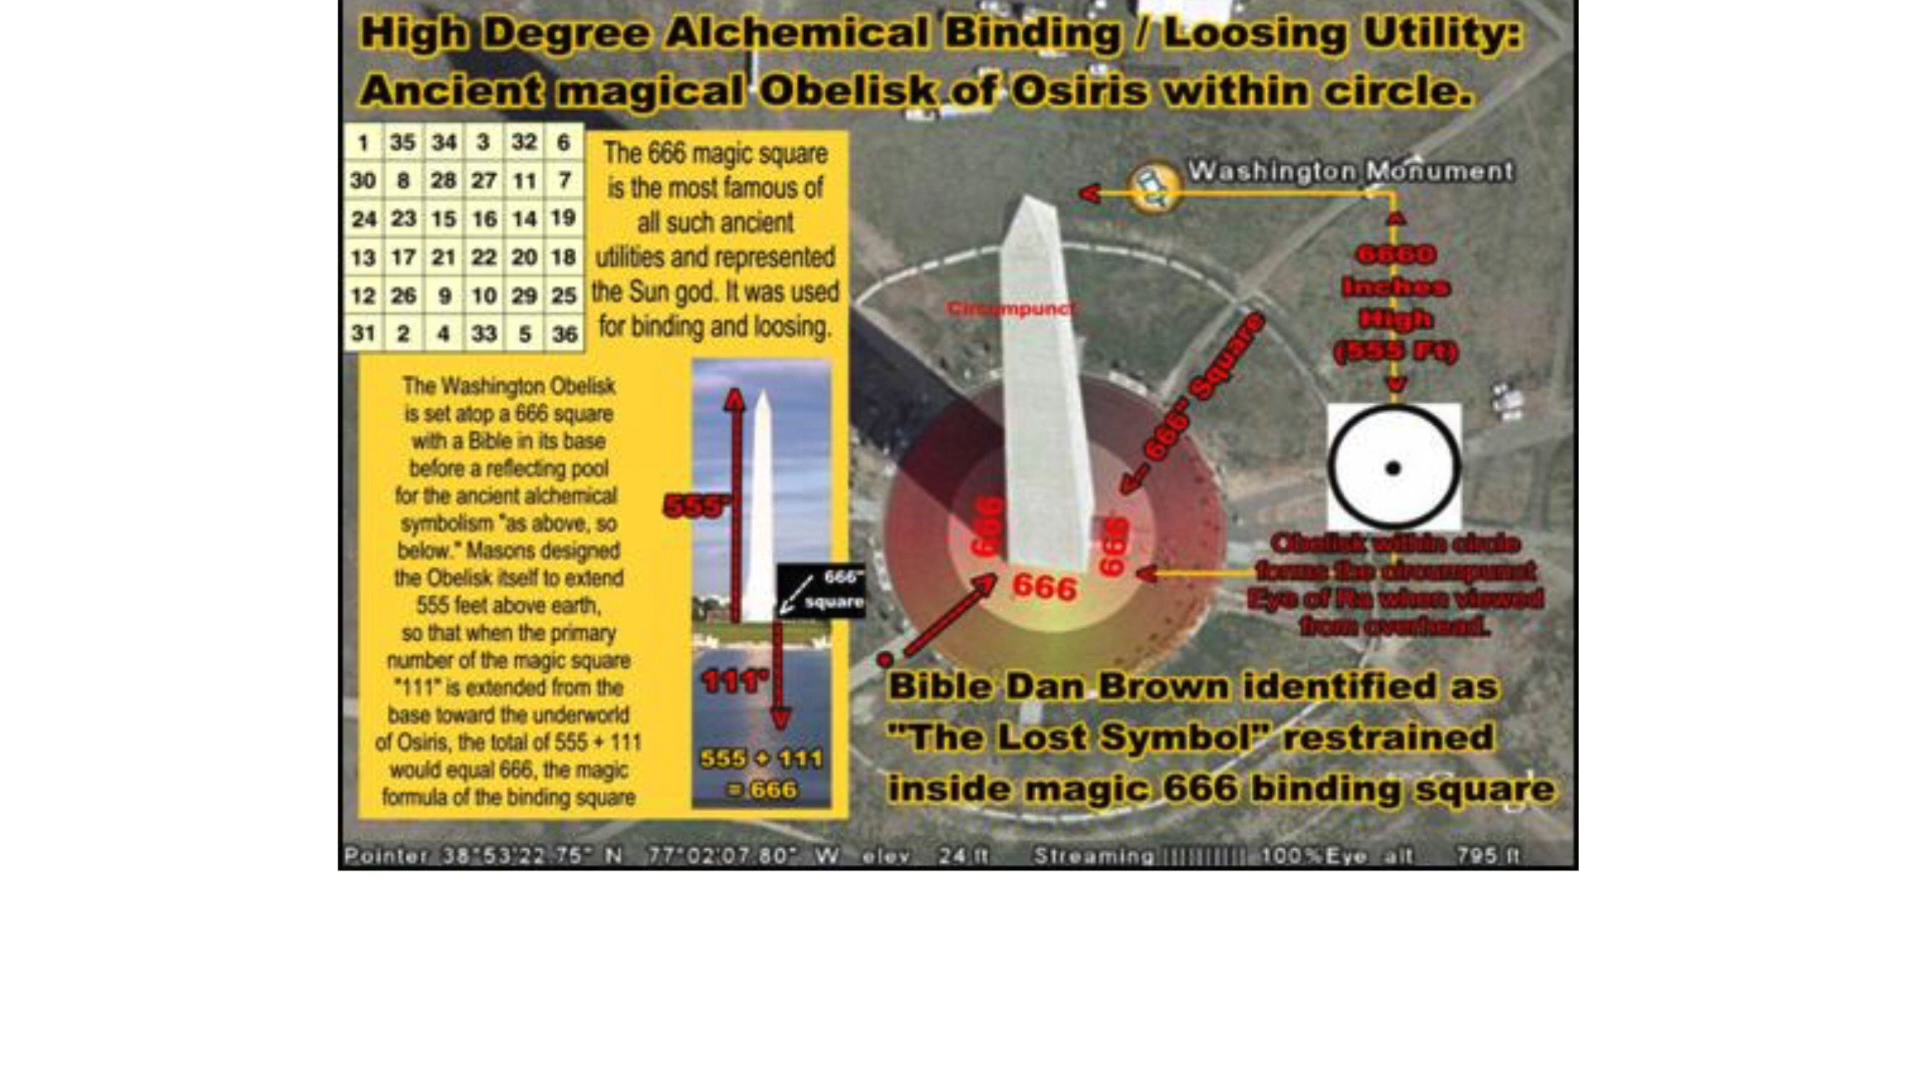 High Degree Alchemical Binding / Loosing Utility:
Ancient magical Obelisk of Osiris within circle.
1 35 34 3 32 6
30 8 28 27 11 7
24 23 15 16 14 19
13 17 21 22 20 18
12 26 9 10 29 25
31 2 4 33 5 36
The 666 magic square
is the most famous of
all such ancient
utilities and represented
the Sun god. It was used
for binding and loosing.
The Washington Obelisk
is set atop a 666 square
with a Bible in its base
before a reflecting pool
for the ancient alchemical
symbolism "as above, so
below." Masons designed
the Obelisk itself to extend
555 feet above earth,
so that when the primary
number of the magic square
"111" is extended from the
base toward the underworld
of Osiris, the total of 555 + 111
would equal 666, the magic
formula of the binding square
555'
666"
square
111'
555 + 111
= 666
Washington Monument
6660
Inches
High
(555 Ft)
Circumpunct
666" Square
666
666
666
Obelisk within circle
forms the circumpunct
Eye of Ra when viewed
from overhead.
Bible Dan Brown identified as
"The Lost Symbol" restrained
inside magic 666 binding square
Pointer 38°53'22.75" N 77°02'07.80" W elev 24 ft Streaming ||||||||| 100% Eye alt 795 ft